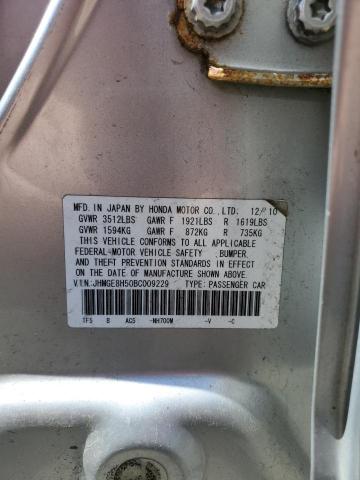 MFD. IN JAPAN BY HONDA MOTOR CO.,LTD. 12/10
GVWR 3512LBS GAWR F 1921LBS R 1619LBS
GVWR 1594KG GAWR F 872KG R 735KG
THIS VEHICLE CONFORMS TO ALL APPLICABLE
FEDERAL-MOTOR VEHICLE SAFETY ,BUMPER,
AND THEFT PREVENTION STANDARDS IN EFFECT
ON THE DATE OF MANUFACTURE SHOWN ABOVE.
V.I.N.:JHMGE8H50BC009229 TYPE: PASSENGER CAR
TF5 B AC5 -NH700M -V -C